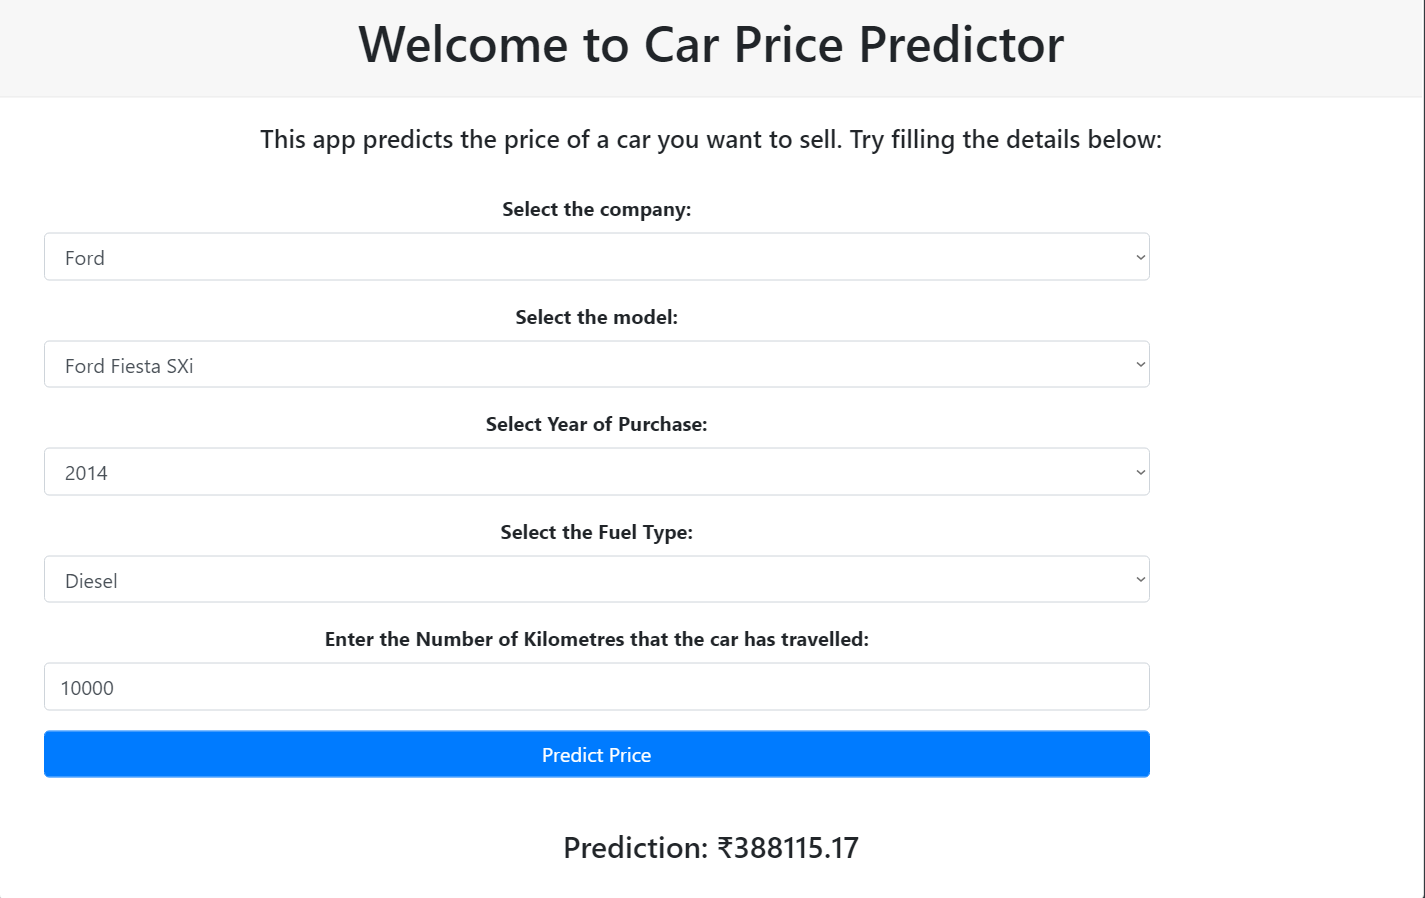 Welcome to Car Price Predictor
This app predicts the price of a car you want to sell. Try filling the details below:
Select the company:
Ford
Select the model:
Ford Fiesta SXi
Select Year of Purchase:
2014
Select the Fuel Type:
Diesel
Enter the Number of Kilometres that the car has travelled:
10000
Predict Price
Prediction: ₹388115.17